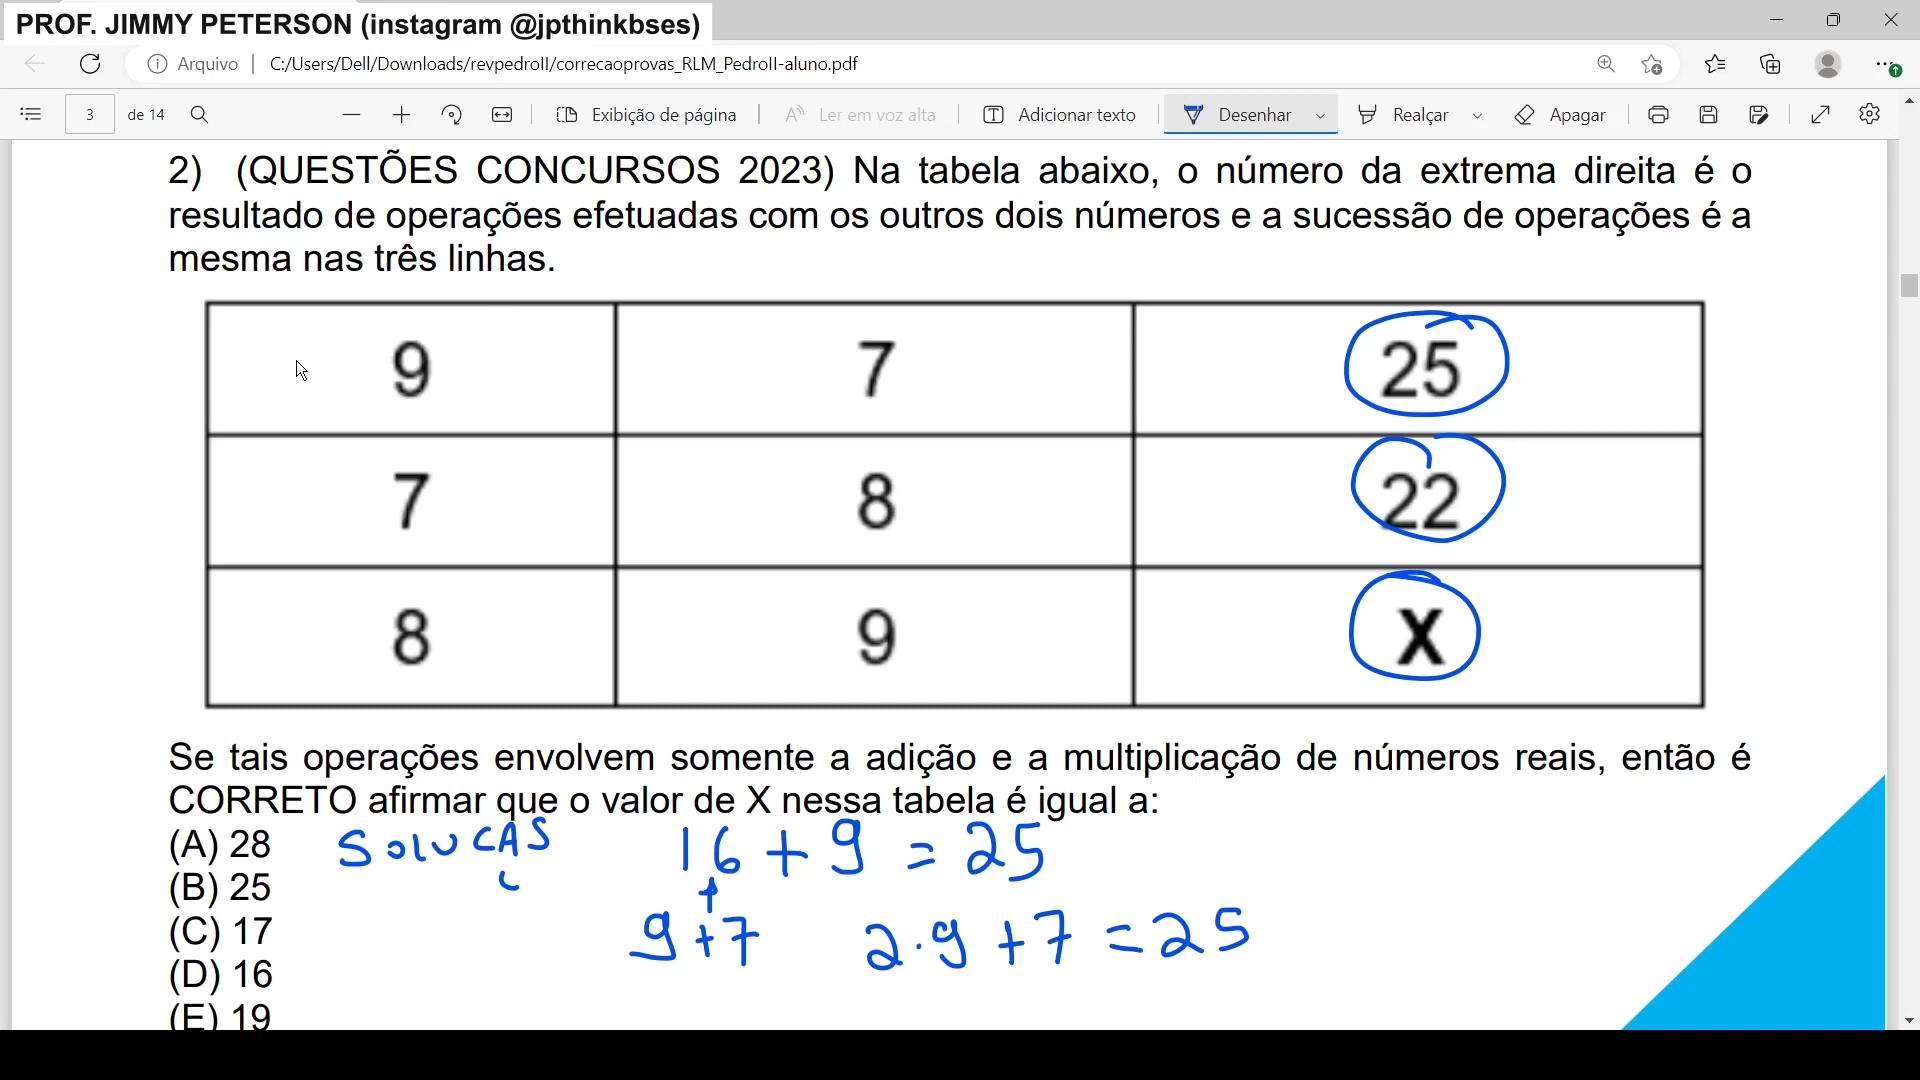 PROF. JIMMY PETERSON (instagram @jpthinkbses)
Arquivo | C:/Users/Dell/Downloads/revpedroII/correcaoprovas_RLM_PedroII-aluno.pdf
3 de 14 Exibição de página Ler em voz alta Adicionar texto Desenhar Realçar Apagar
2) (QUESTÕES CONCURSOS 2023) Na tabela abaixo, o número da extrema direita é o
resultado de operações efetuadas com os outros dois números e a sucessão de operações é a
mesma nas três linhas.
9 7 25
7 8 22
8 9 X
Se tais operações envolvem somente a adição e a multiplicação de números reais, então é
CORRETO afirmar que o valor de X nessa tabela é igual a:
(A) 28 16 + 9 = 25
(B) 25
(C) 17 9 + 7 2 · 9 + 7 = 25
(D) 16
(E) 19